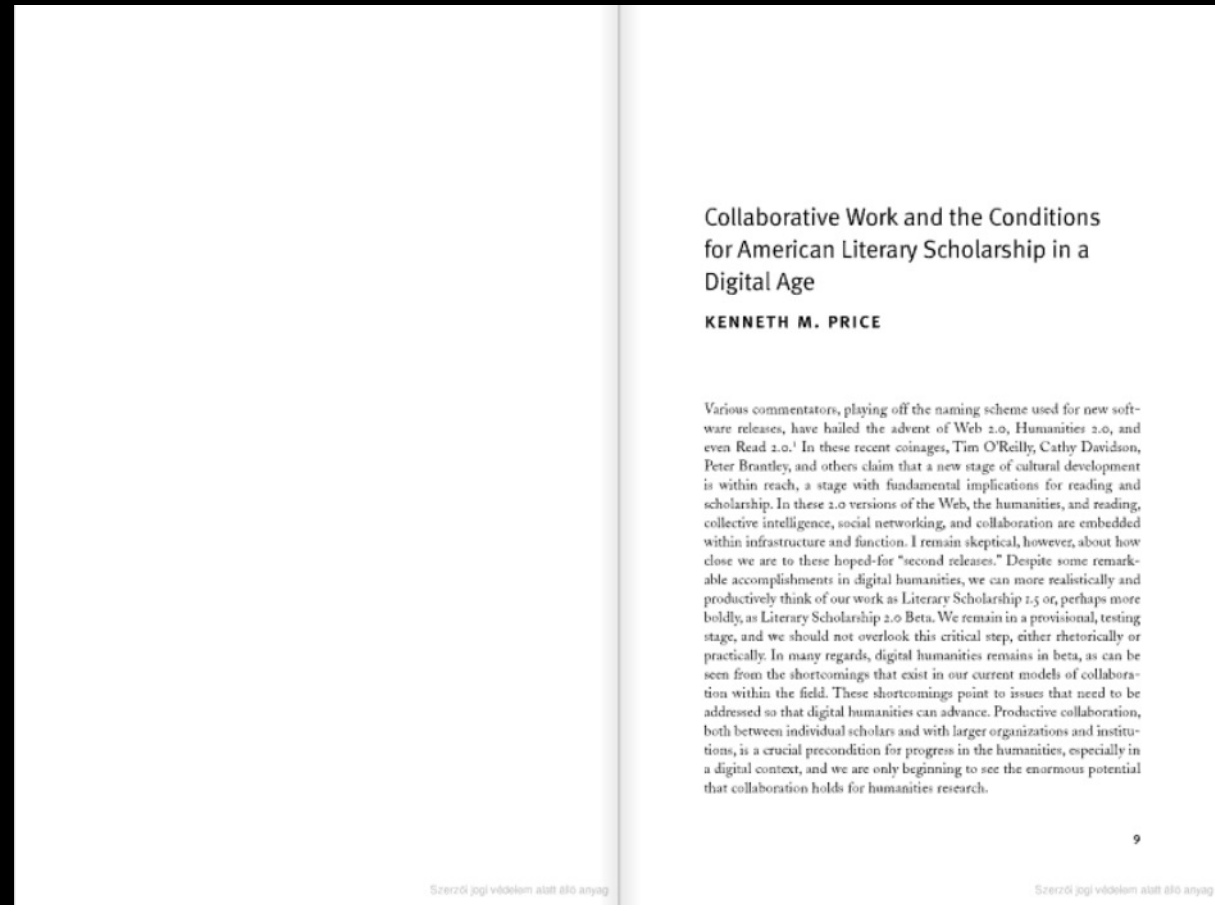 Collaborative Work and the Conditions
for American Literary Scholarship in a
Digital Age
KENNETH M. PRICE
Various commentators, playing off the naming scheme used for new soft-
ware releases, have hailed the advent of Web 2.0, Humanities 2.0, and
even Read 2.0.¹ In these recent coinages, Tim O'Reilly, Cathy Davidson,
Peter Brantley, and others claim that a new stage of cultural development
is within reach, a stage with fundamental implications for reading and
scholarship. In these 2.0 versions of the Web, the humanities, and reading,
collective intelligence, social networking, and collaboration are embedded
within infrastructure and function. I remain skeptical, however, about how
close we are to these hoped-for "second releases." Despite some remark-
able accomplishments in digital humanities, we can more realistically and
productively think of our work as Literary Scholarship 1.5 or, perhaps more
boldly, as Literary Scholarship 2.0 Beta. We remain in a provisional, testing
stage, and we should not overlook this critical step, either rhetorically or
practically. In many regards, digital humanities remains in beta, as can be
seen from the shortcomings that exist in our current models of collabora-
tion within the field. These shortcomings point to issues that need to be
addressed so that digital humanities can advance. Productive collaboration,
both between individual scholars and with larger organizations and institu-
tions, is a crucial precondition for progress in the humanities, especially in
a digital context, and we are only beginning to see the enormous potential
that collaboration holds for humanities research.
9
Szerzői jogi védelem alatt álló anyag
Szerzői jogi védelem alatt álló anyag